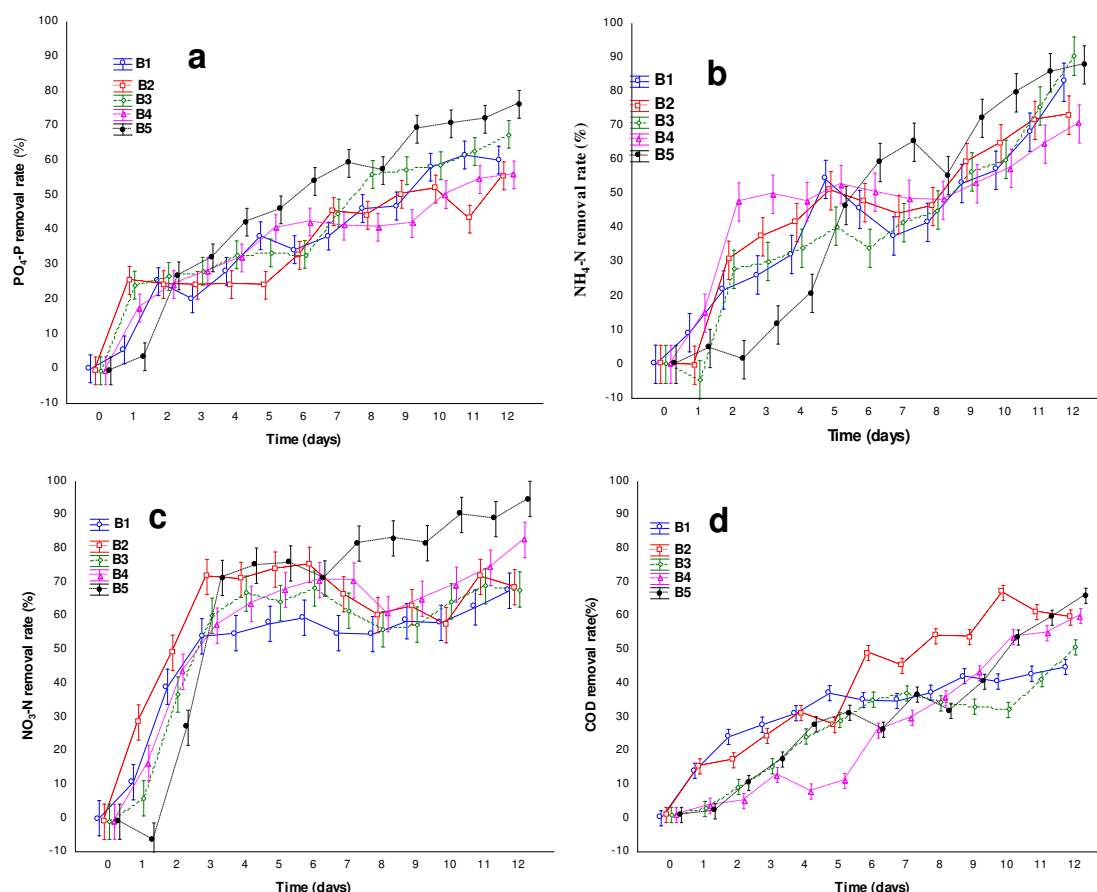 a
PO4-P removal rate (%)
100
90
80
70
60
50
40
30
20
10
0
-10
B1
B2
B3
B4
B5
0 1 2 3 4 5 6 7 8 9 10 11 12
Time (days)
b
NH4-N removal rate (%)
100
90
80
70
60
50
40
30
20
10
0
-10
B1
B2
B3
B4
B5
0 1 2 3 4 5 6 7 8 9 10 11 12
Time (days)
c
NO3-N removal rate (%)
100
90
80
70
60
50
40
30
20
10
0
-10
B1
B2
B3
B4
B5
0 1 2 3 4 5 6 7 8 9 10 11 12
Time (days)
d
COD removal rate(%)
100
90
80
70
60
50
40
30
20
10
0
-10
B1
B2
B3
B4
B5
0 1 2 3 4 5 6 7 8 9 10 11 12
Time (days)